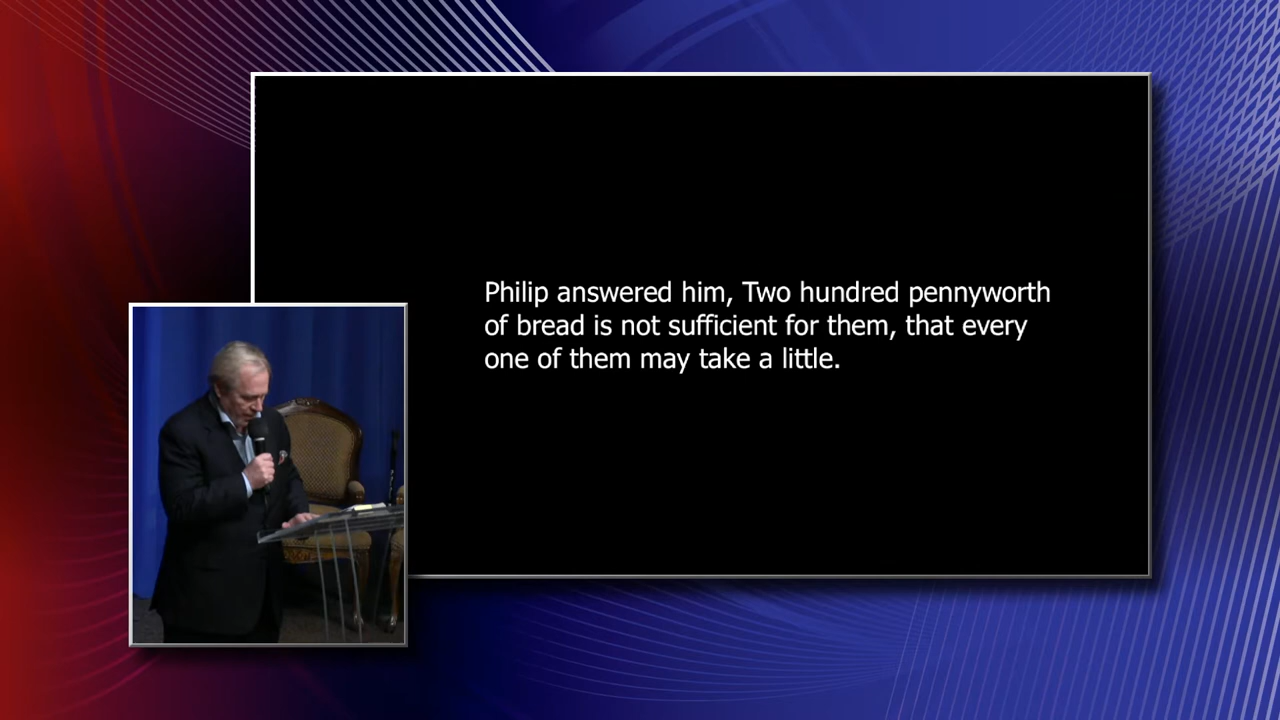 Philip answered him, Two hundred pennyworth
of bread is not sufficient for them, that every
one of them may take a little.